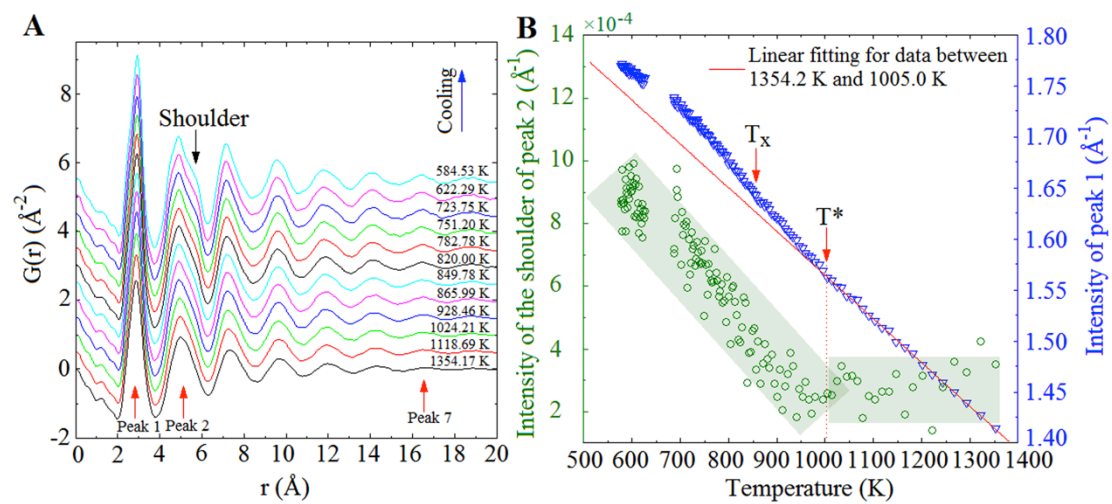 A
G(r) (Å⁻²)
8
6
4
2
0
-2
Shoulder
Cooling
584.53 K
622.29 K
723.75 K
751.20 K
782.78 K
820.00 K
849.78 K
865.99 K
928.46 K
1024.21 K
1118.69 K
1354.17 K
Peak 1
Peak 2
Peak 7
0 2 4 6 8 10 12 14 16 18 20
r (Å)
B
×10⁻⁴
Intensity of the shoulder of peak 2 (Å⁻¹)
14
12
10
8
6
4
2
Linear fitting for data between
1354.2 K and 1005.0 K
Tₓ
T*
1.80
1.75
1.70
1.65
1.60
1.55
1.50
1.45
1.40
Intensity of peak 1 (Å⁻¹)
500 600 700 800 900 1000 1100 1200 1300 1400
Temperature (K)